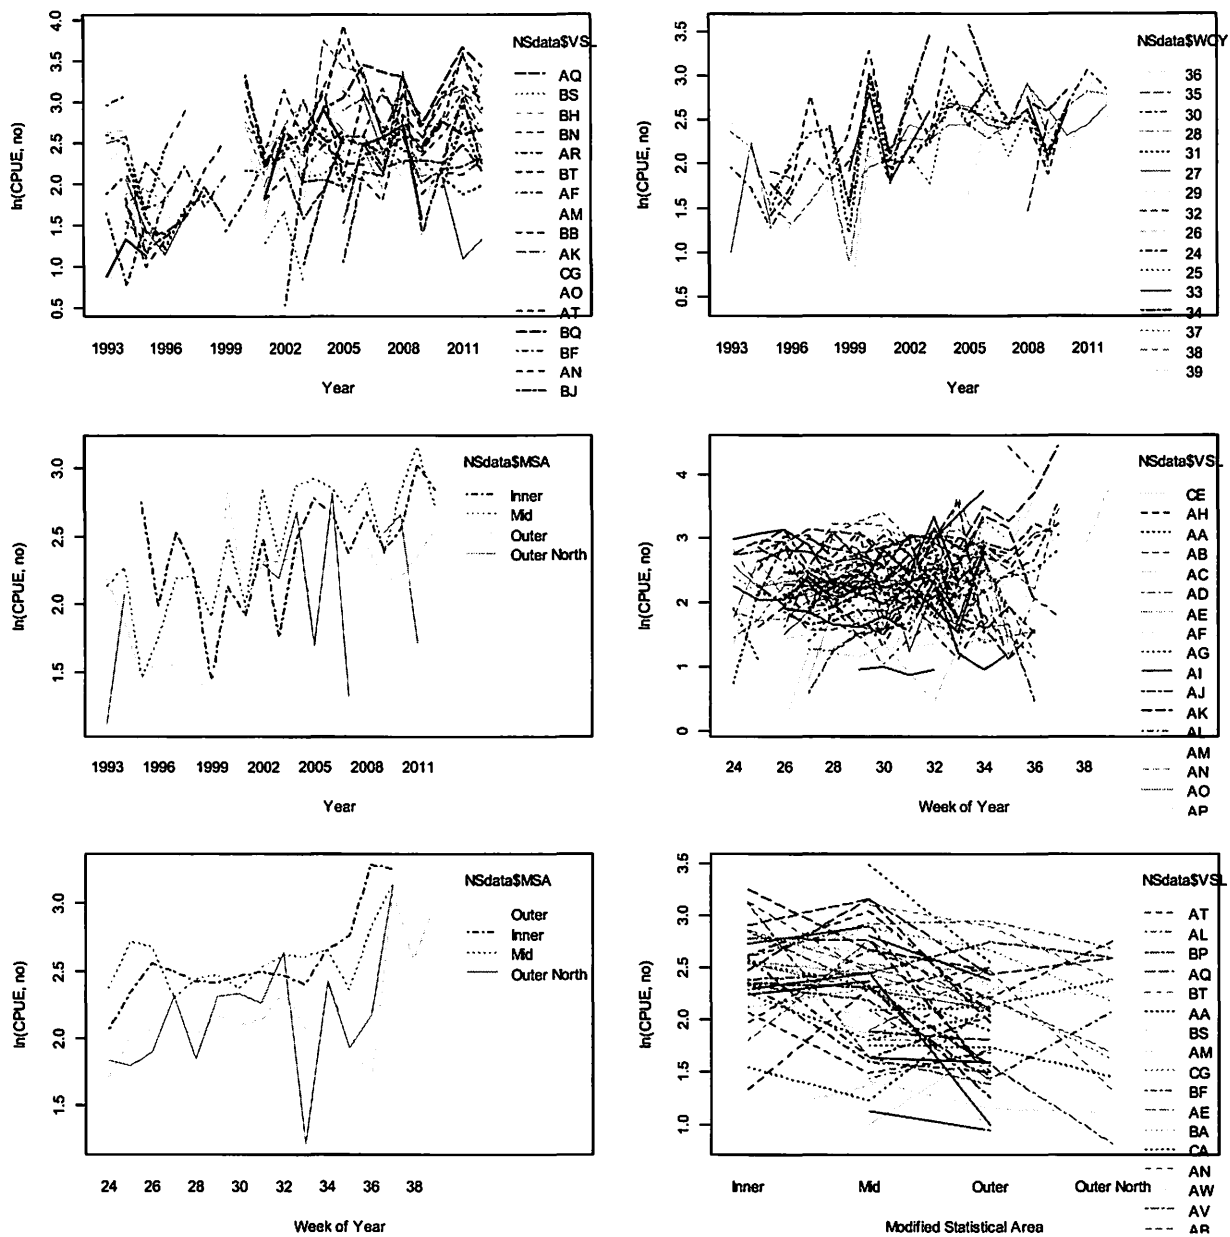 NSdata$VSL
AQ
BS
BH
BN
AR
BT
AF
AM
BB
AK
CG
AO
AT
BQ
BF
AN
BJ
ln(CPUE, no)
4.0
3.5
3.0
2.5
2.0
1.5
1.0
0.5
1993 1996 1999 2002 2005 2008 2011
Year
NSdata$WOY
36
35
30
28
31
27
29
32
26
24
25
33
34
37
38
39
ln(CPUE, no)
3.5
3.0
2.5
2.0
1.5
1.0
0.5
1993 1996 1999 2002 2005 2008 2011
Year
NSdata$MSA
Inner
Mid
Outer
Outer North
ln(CPUE, no)
3.0
2.5
2.0
1.5
1993 1996 1999 2002 2005 2008 2011
Year
NSdata$VSL
CE
AH
AA
AB
AC
AD
AE
AF
AG
AI
AJ
AK
AL
AM
AN
AO
AP
ln(CPUE, no)
4
3
2
1
0
24 26 28 30 32 34 36 38
Week of Year
NSdata$MSA
Outer
Inner
Mid
Outer North
ln(CPUE, no)
3.0
2.5
2.0
1.5
24 26 28 30 32 34 36 38
Week of Year
NSdata$VSL
AT
AL
BP
AQ
BT
AA
BS
AM
CG
BF
AE
BA
CA
AN
AW
AV
AB
ln(CPUE, no)
3.5
3.0
2.5
2.0
1.5
1.0
Inner Mid Outer Outer North
Modified Statistical Area